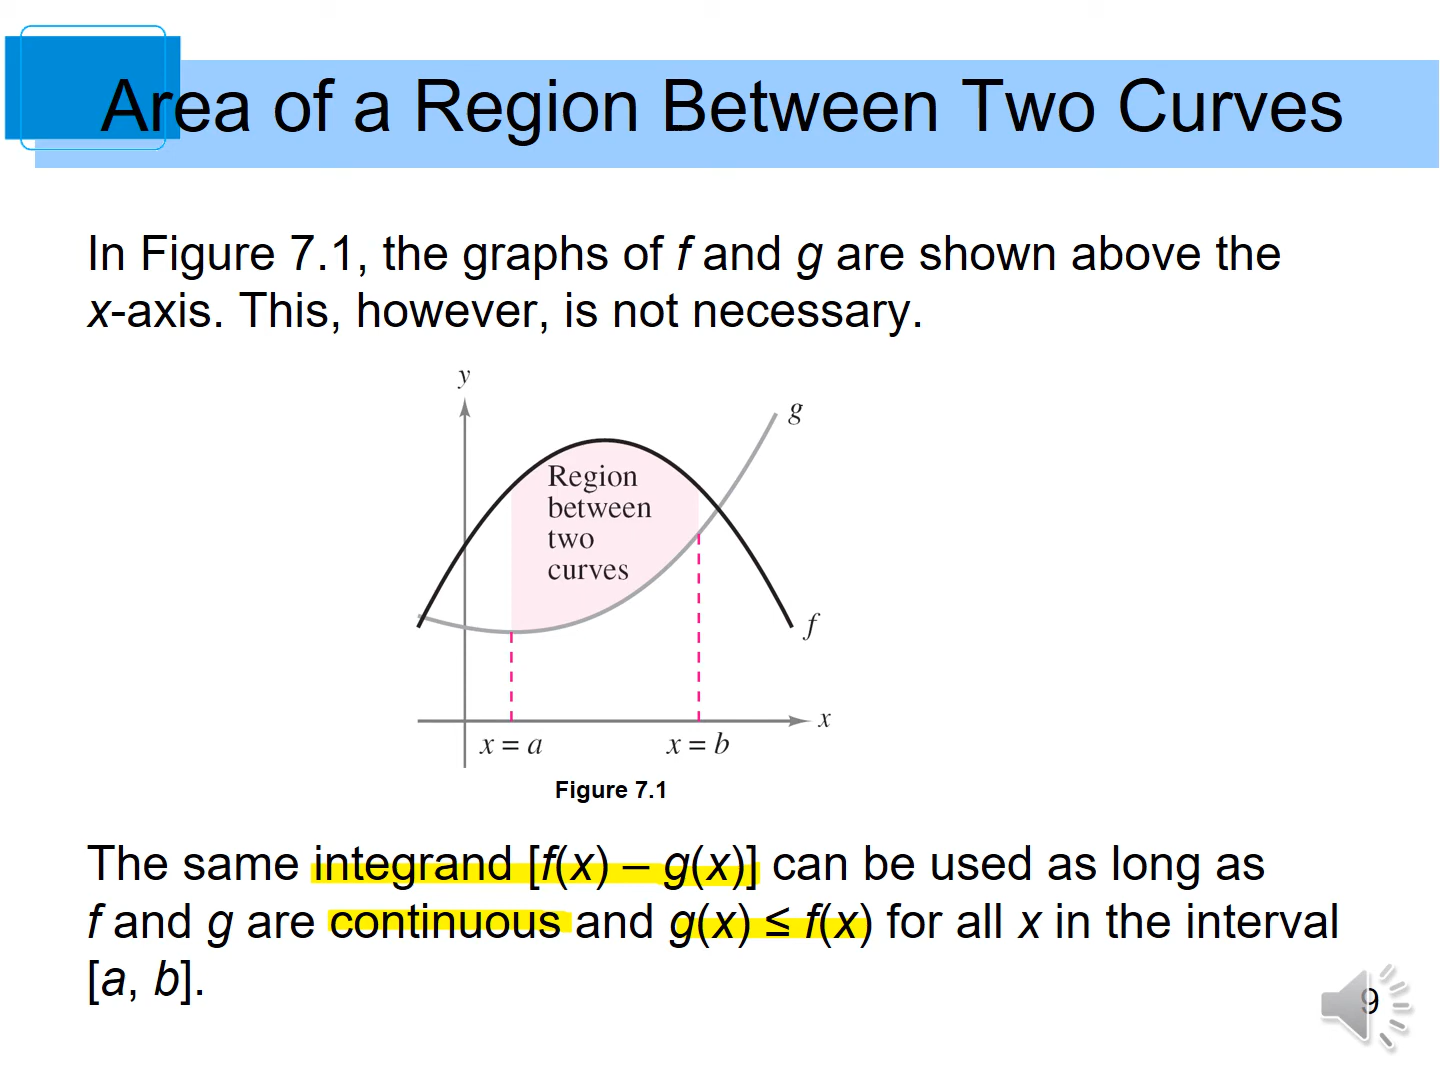 Area of a Region Between Two Curves
In Figure 7.1, the graphs of f and g are shown above the
x-axis. This, however, is not necessary.
y
g
Region
between
two
curves
f
x
x = a
x = b
Figure 7.1
The same integrand [f(x) – g(x)] can be used as long as
f and g are continuous and g(x) ≤ f(x) for all x in the interval
[a, b].
9